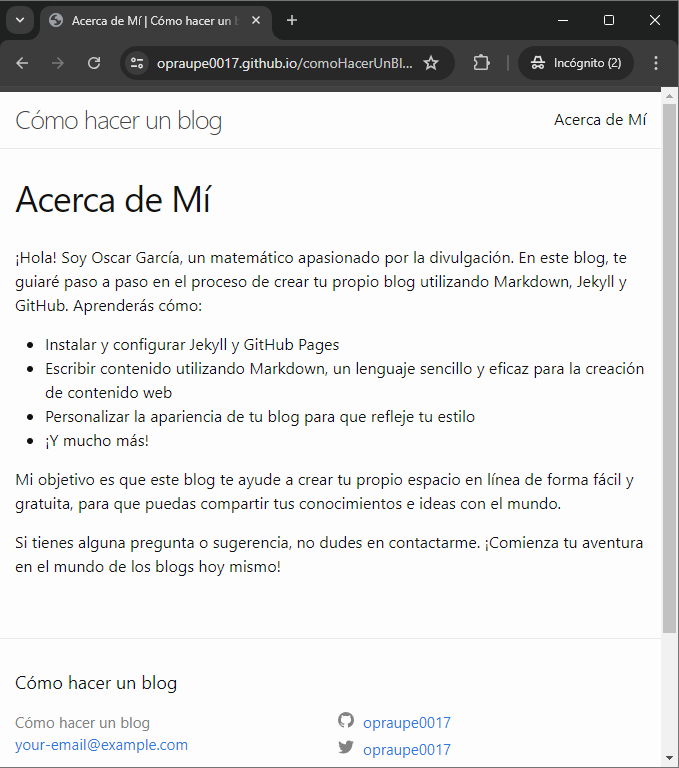 Acerca de Mí | Cómo hacer un b
opraupe0017.github.io/comoHacerUnBl...
Incógnito (2)
Cómo hacer un blog
Acerca de Mí
Acerca de Mí
¡Hola! Soy Oscar García, un matemático apasionado por la divulgación. En este blog, te
guiaré paso a paso en el proceso de crear tu propio blog utilizando Markdown, Jekyll y
GitHub. Aprenderás cómo:
Instalar y configurar Jekyll y GitHub Pages
Escribir contenido utilizando Markdown, un lenguaje sencillo y eficaz para la creación
de contenido web
Personalizar la apariencia de tu blog para que refleje tu estilo
¡Y mucho más!
Mi objetivo es que este blog te ayude a crear tu propio espacio en línea de forma fácil y
gratuita, para que puedas compartir tus conocimientos e ideas con el mundo.
Si tienes alguna pregunta o sugerencia, no dudes en contactarme. ¡Comienza tu aventura
en el mundo de los blogs hoy mismo!
Cómo hacer un blog
Cómo hacer un blog
your-email@example.com
opraupe0017
opraupe0017